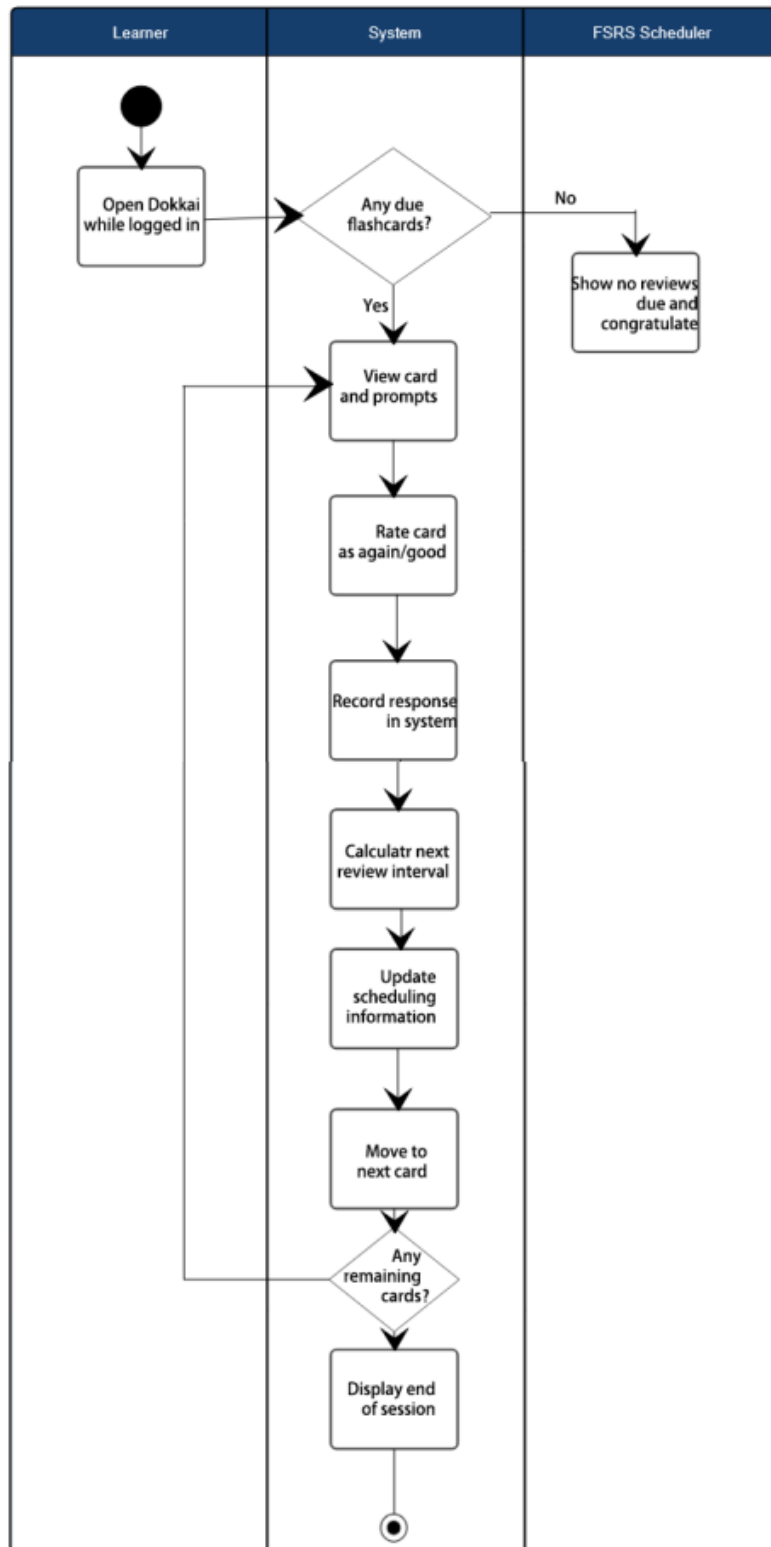 Learner
System
FSRS Scheduler
Open Dokkai
while logged in
Any due
flashcards?
No
Show no reviews
due and
congratulate
Yes
View card
and prompts
Rate card
as again/good
Record response
in system
Calculatr next
review interval
Update
scheduling
information
Move to
next card
Any
remaining
cards?
Display end
of session